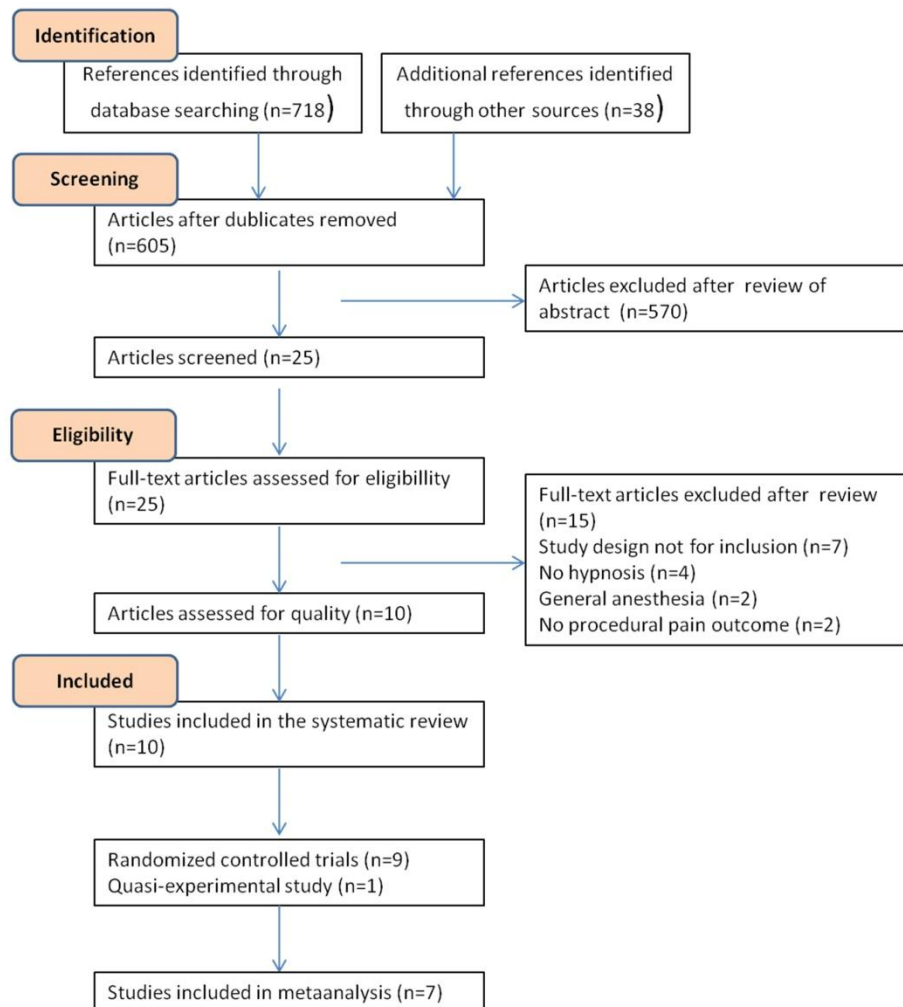 Identification
References identified through
database searching (n=718)
Additional references identified
through other sources (n=38)
Screening
Articles after dublicates removed
(n=605)
Articles excluded after review of
abstract (n=570)
Articles screened (n=25)
Eligibility
Full-text articles assessed for eligibillity
(n=25)
Full-text articles excluded after review
(n=15)
Study design not for inclusion (n=7)
No hypnosis (n=4)
General anesthesia (n=2)
No procedural pain outcome (n=2)
Articles assessed for quality (n=10)
Included
Studies included in the systematic review
(n=10)
Randomized controlled trials (n=9)
Quasi-experimental study (n=1)
Studies included in metaanalysis (n=7)